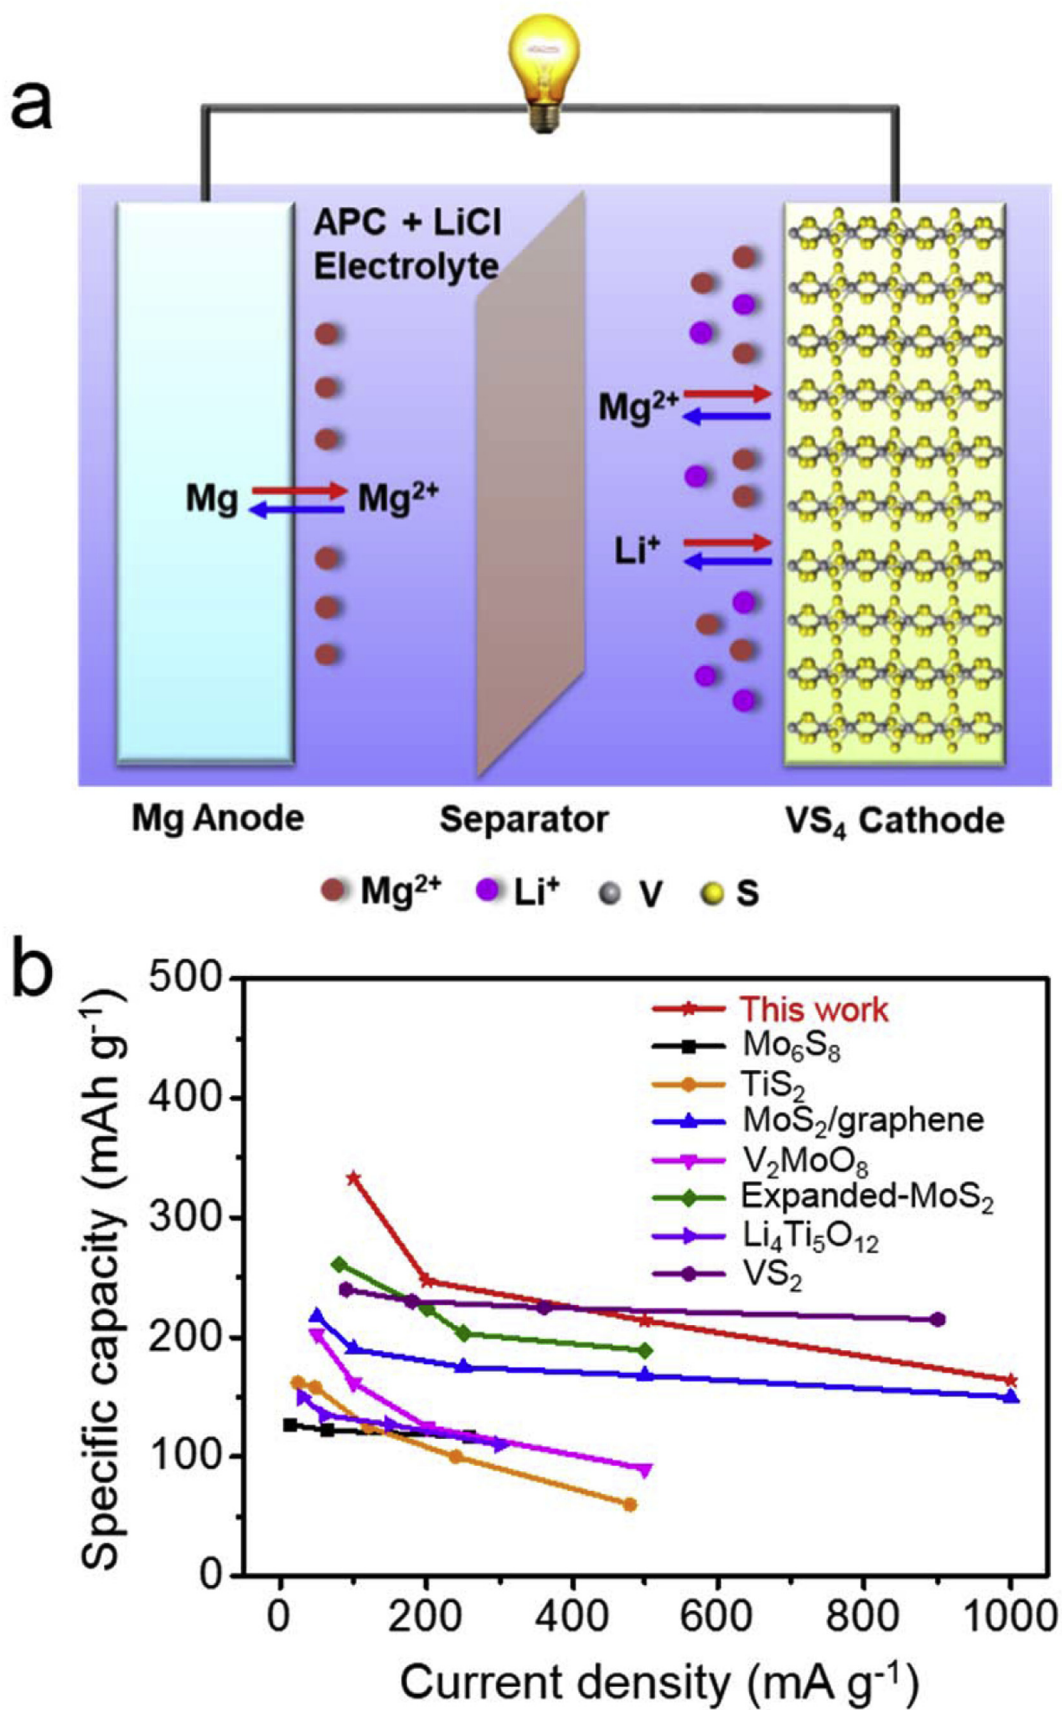 a
APC + LiCl
Electrolyte
Mg²⁺
Mg
Mg²⁺
Li⁺
Mg Anode
Separator
VS₄ Cathode
Mg²⁺
Li⁺
V
S
b
Specific capacity (mAh g⁻¹)
500
400
300
200
100
0
This work
Mo₆S₈
TiS₂
MoS₂/graphene
V₂MoO₈
Expanded-MoS₂
Li₄Ti₅O₁₂
VS₂
0 200 400 600 800 1000
Current density (mA g⁻¹)